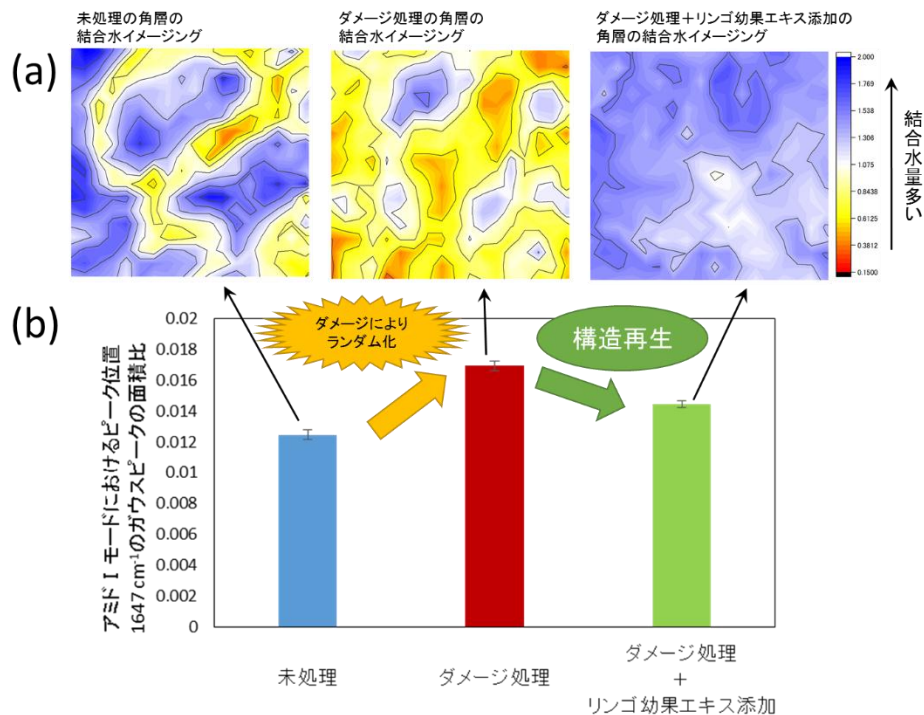 未処理の角層の
結合水イメージング
ダメージ処理の角層の
結合水イメージング
ダメージ処理＋リンゴ幼果エキス添加の
角層の結合水イメージング
(a)
2.000
1.769
1.538
1.306
1.075
0.8438
0.6125
0.3812
0.1500
結合水量多い
(b)
アミドⅠモードにおけるピーク位置
1647 cm⁻¹のガウスピークの面積比
0.02
0.018
0.016
0.014
0.012
0.01
0.008
0.006
0.004
0.002
0
ダメージにより
ランダム化
構造再生
未処理
ダメージ処理
ダメージ処理
+
リンゴ幼果エキス添加